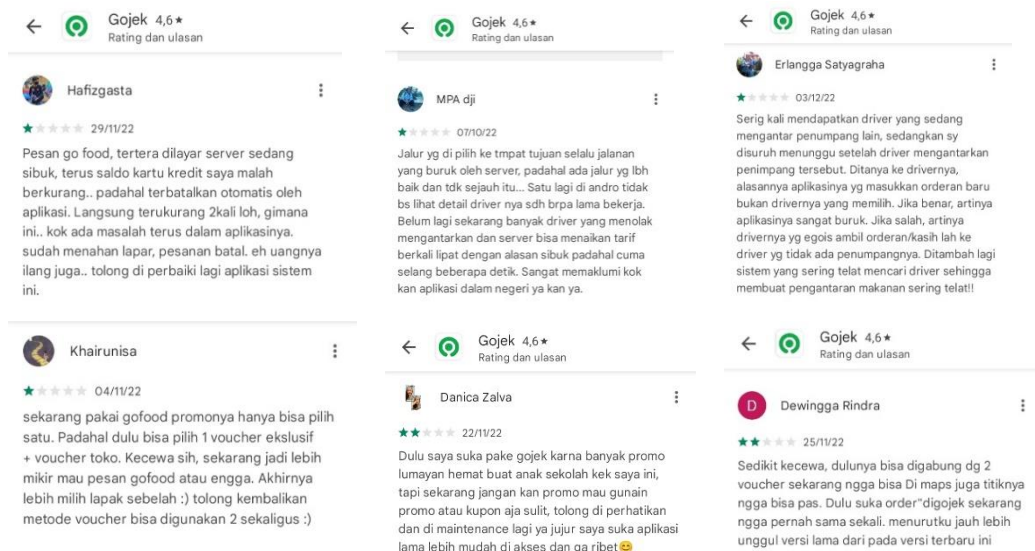 Gojek 4,6★
Rating dan ulasan
Hafizgasta
29/11/22
Pesan go food, tertera dilayar server sedang
sibuk, terus saldo kartu kredit saya malah
berkurang.. padahal terbatalkan otomatis oleh
aplikasi. Langsung terukurang 2kali loh, gimana
ini.. kok ada masalah terus dalam aplikasinya.
sudah menahan lapar, pesanan batal. eh uangnya
ilang juga.. tolong di perbaiki lagi aplikasi sistem
ini.
Khairunisa
04/11/22
sekarang pakai gofood promonya hanya bisa pilih
satu. Padahal dulu bisa pilih 1 voucher ekslusif
+ voucher toko. Kecewa sih, sekarang jadi lebih
mikir mau pesan gofood atau engga. Akhirnya
lebih milih lapak sebelah :) tolong kembalikan
metode voucher bisa digunakan 2 sekaligus :)
Gojek 4,6★
Rating dan ulasan
MPA dji
07/10/22
Jalur yg di pilih ke tmpat tujuan selalu jalanan
yang buruk oleh server, padahal ada jalur yg lbh
baik dan tdk sejauh itu... Satu lagi di andro tidak
bs lihat detail driver nya sdh brpa lama bekerja.
Belum lagi sekarang banyak driver yang menolak
mengantarkan dan server bisa menaikan tarif
berkali lipat dengan alasan sibuk padahal cuma
selang beberapa detik. Sangat memaklumi kok
kan aplikasi dalam negeri ya kan ya.
Gojek 4,6★
Rating dan ulasan
Danica Zalva
22/11/22
Dulu saya suka pake gojek karna banyak promo
lumayan hemat buat anak sekolah kek saya ini,
tapi sekarang jangan kan promo mau gunain
promo atau kupon aja sulit, tolong di perhatikan
dan di maintenance lagi ya jujur saya suka aplikasi
lama lebih mudah di akses dan ga ribet😊
Gojek 4,6★
Rating dan ulasan
Erlangga Satyagraha
03/12/22
Serig kali mendapatkan driver yang sedang
mengantar penumpang lain, sedangkan sy
disuruh menunggu setelah driver mengantarkan
penimpang tersebut. Ditanya ke drivernya,
alasannya aplikasinya yg masukkan orderan baru
bukan drivernya yang memilih. Jika benar, artinya
aplikasinya sangat buruk. Jika salah, artinya
drivernya yg egois ambil orderan/kasih lah ke
driver yg tidak ada penumpangnya. Ditambah lagi
sistem yang sering telat mencari driver sehingga
membuat pengantaran makanan sering telat!!
Gojek 4,6★
Rating dan ulasan
D
Dewingga Rindra
25/11/22
Sedikit kecewa, dulunya bisa digabung dg 2
voucher sekarang ngga bisa Di maps juga titiknya
ngga bisa pas. Dulu suka order"digojek sekarang
ngga pernah sama sekali. menurutku jauh lebih
unggul versi lama dari pada versi terbaru ini